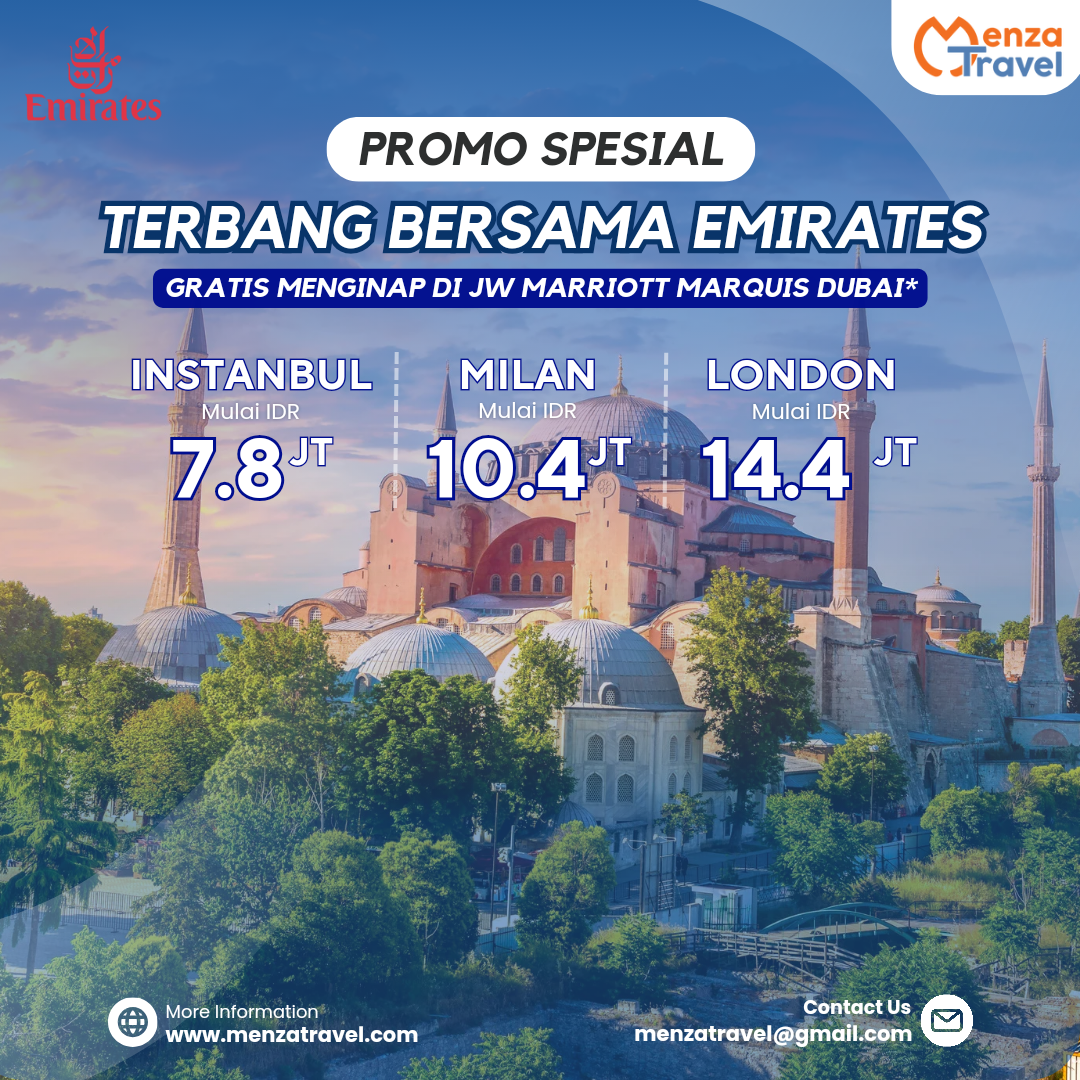 Emirates
Menza
Travel
PROMO SPESIAL
TERBANG BERSAMA EMIRATES
GRATIS MENGINAP DI JW MARRIOTT MARQUIS DUBAI*
INSTANBUL
Mulai IDR
7.8 JT
MILAN
Mulai IDR
10.4 JT
LONDON
Mulai IDR
14.4 JT
More Information
www.menzatravel.com
Contact Us
menzatravel@gmail.com